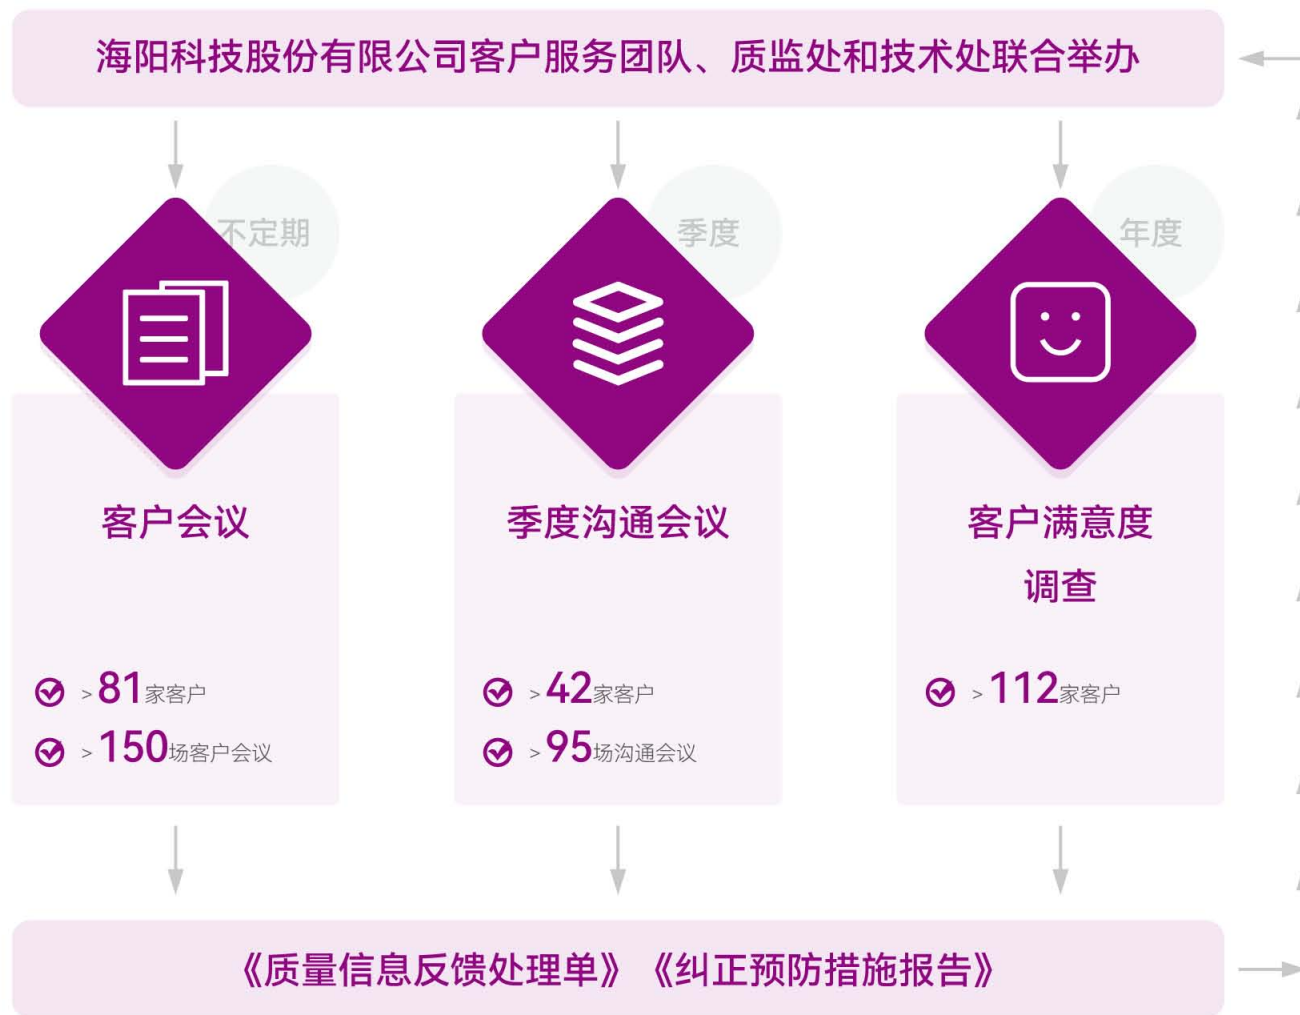 海阳科技股份有限公司客户服务团队、质监处和技术处联合举办
不定期
季度
年度
客户会议
季度沟通会议
客户满意度
调查
> 81家客户
> 150场客户会议
> 42家客户
> 95场沟通会议
> 112家客户
《质量信息反馈处理单》《纠正预防措施报告》